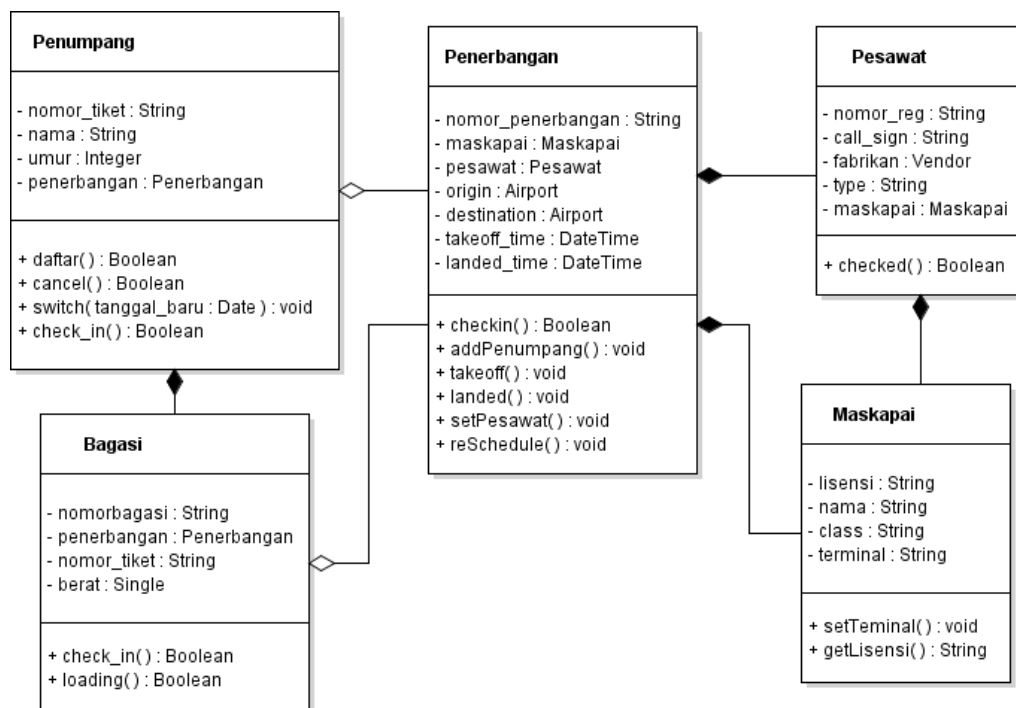 Penumpang
- nomor_tiket : String
- nama : String
- umur : Integer
- penerbangan : Penerbangan
+ daftar( ) : Boolean
+ cancel( ) : Boolean
+ switch( tanggal_baru : Date ) : void
+ check_in( ) : Boolean
Penerbangan
- nomor_penerbangan : String
- maskapai : Maskapai
- pesawat : Pesawat
- origin : Airport
- destination : Airport
- takeoff_time : DateTime
- landed_time : DateTime
+ checkin( ) : Boolean
+ addPenumpang( ) : void
+ takeoff( ) : void
+ landed( ) : void
+ setPesawat( ) : void
+ reSchedule( ) : void
Pesawat
- nomor_reg : String
- call_sign : String
- fabrikan : Vendor
- type : String
- maskapai : Maskapai
+ checked( ) : Boolean
Bagasi
- nomorbagasi : String
- penerbangan : Penerbangan
- nomor_tiket : String
- berat : Single
+ check_in( ) : Boolean
+ loading( ) : Boolean
Maskapai
- lisensi : String
- nama : String
- class : String
- terminal : String
+ setTeminal( ) : void
+ getLisensi( ) : String